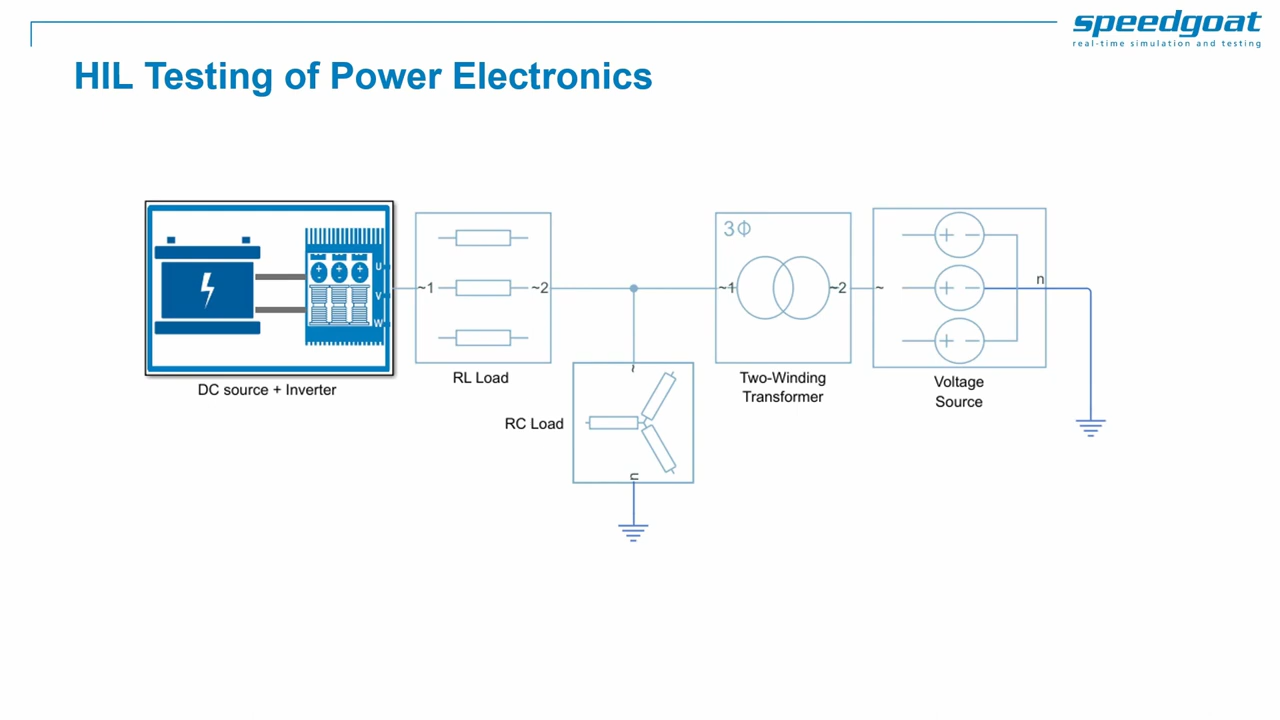 speedgoat
real-time simulation and testing
HIL Testing of Power Electronics
3Φ
U
V
W
~1
~2
~1
~2
~
n
DC source + Inverter
RL Load
~
Two-Winding
Transformer
Voltage
Source
RC Load
n